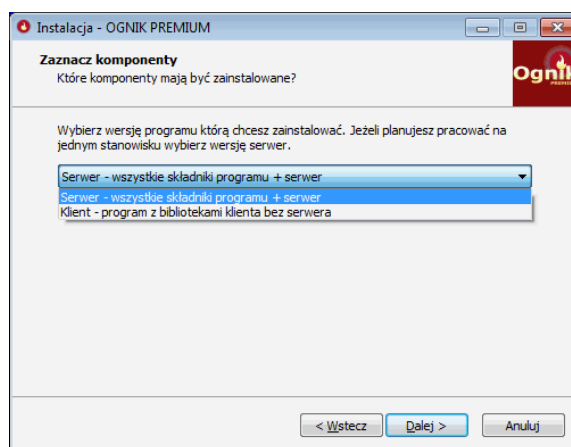 Instalacja - OGNIK PREMIUM
Zaznacz komponenty
Które komponenty mają być zainstalowane?
Ognik
PREMIUM
Wybierz wersję programu którą chcesz zainstalować. Jeżeli planujesz pracować na
jednym stanowisku wybierz wersję serwer.
Serwer - wszystkie składniki programu + serwer
Serwer - wszystkie składniki programu + serwer
Klient - program z bibliotekami klienta bez serwera
< Wstecz
Dalej >
Anuluj